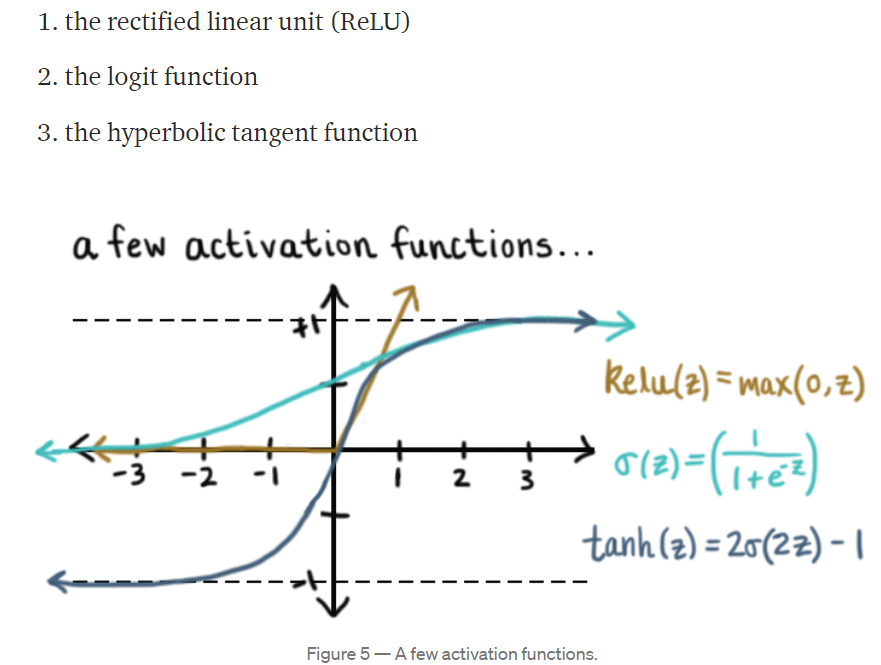 1. the rectified linear unit (ReLU)
2. the logit function
3. the hyperbolic tangent function
a few activation functions...
+1
relu(z) = max(0,z)
-3 -2 -1 1 2 3
σ(z) = (1/(1+e^-z))
tanh(z) = 2σ(2z) - 1
-1
Figure 5 — A few activation functions.